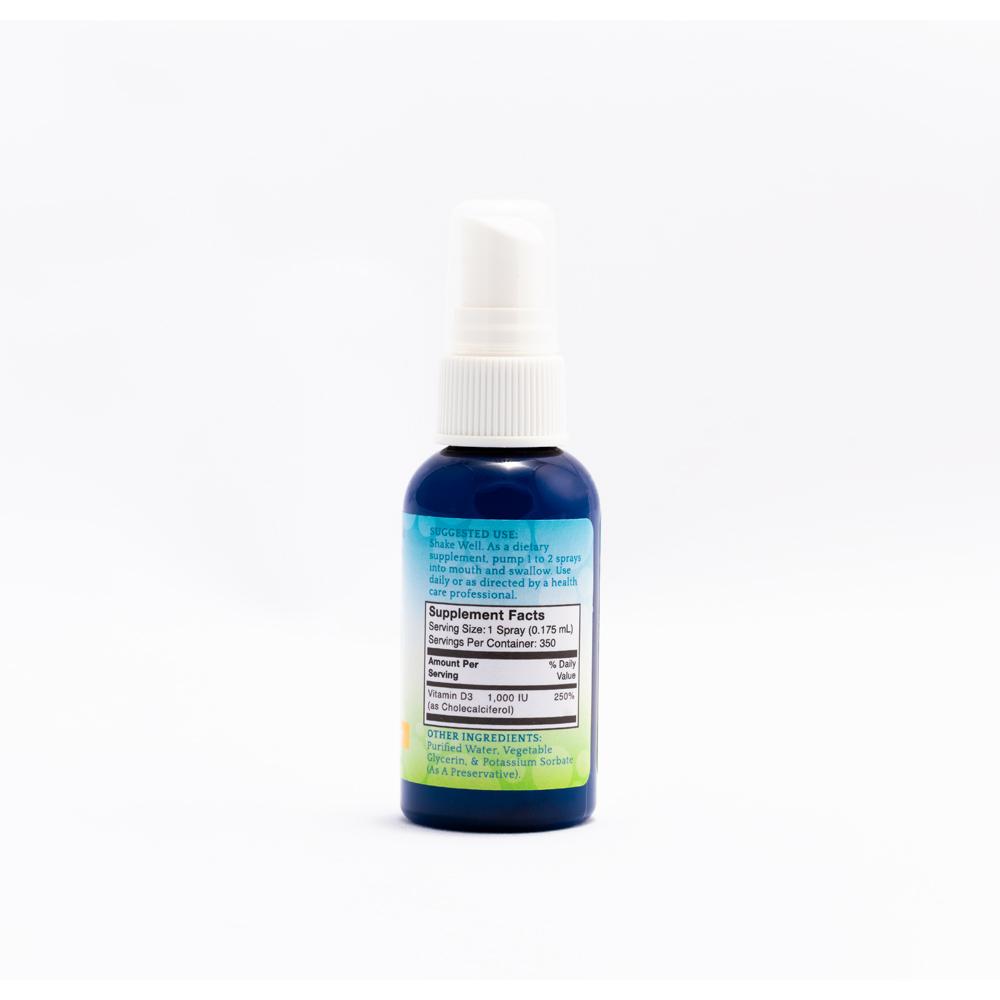 SUGGESTED USE:
Shake Well. As a dietary
supplement, pump 1 to 2 sprays
into mouth and swallow. Use
daily or as directed by a health
care professional.
Supplement Facts
Serving Size: 1 Spray (0.175 mL)
Servings Per Container: 350
Amount Per % Daily
Serving Value
Vitamin D3 1,000 IU 250%
(as Cholecalciferol)
OTHER INGREDIENTS:
Purified Water, Vegetable
Glycerin, & Potassium Sorbate
(As A Preservative).